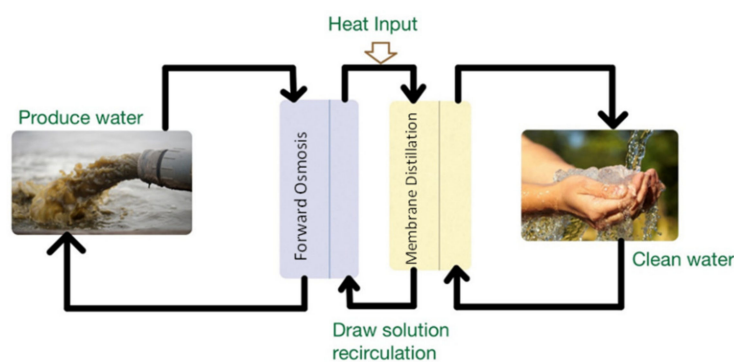 Heat Input
Produce water
Forward Osmosis
Membrane Distillation
Clean water
Draw solution
recirculation